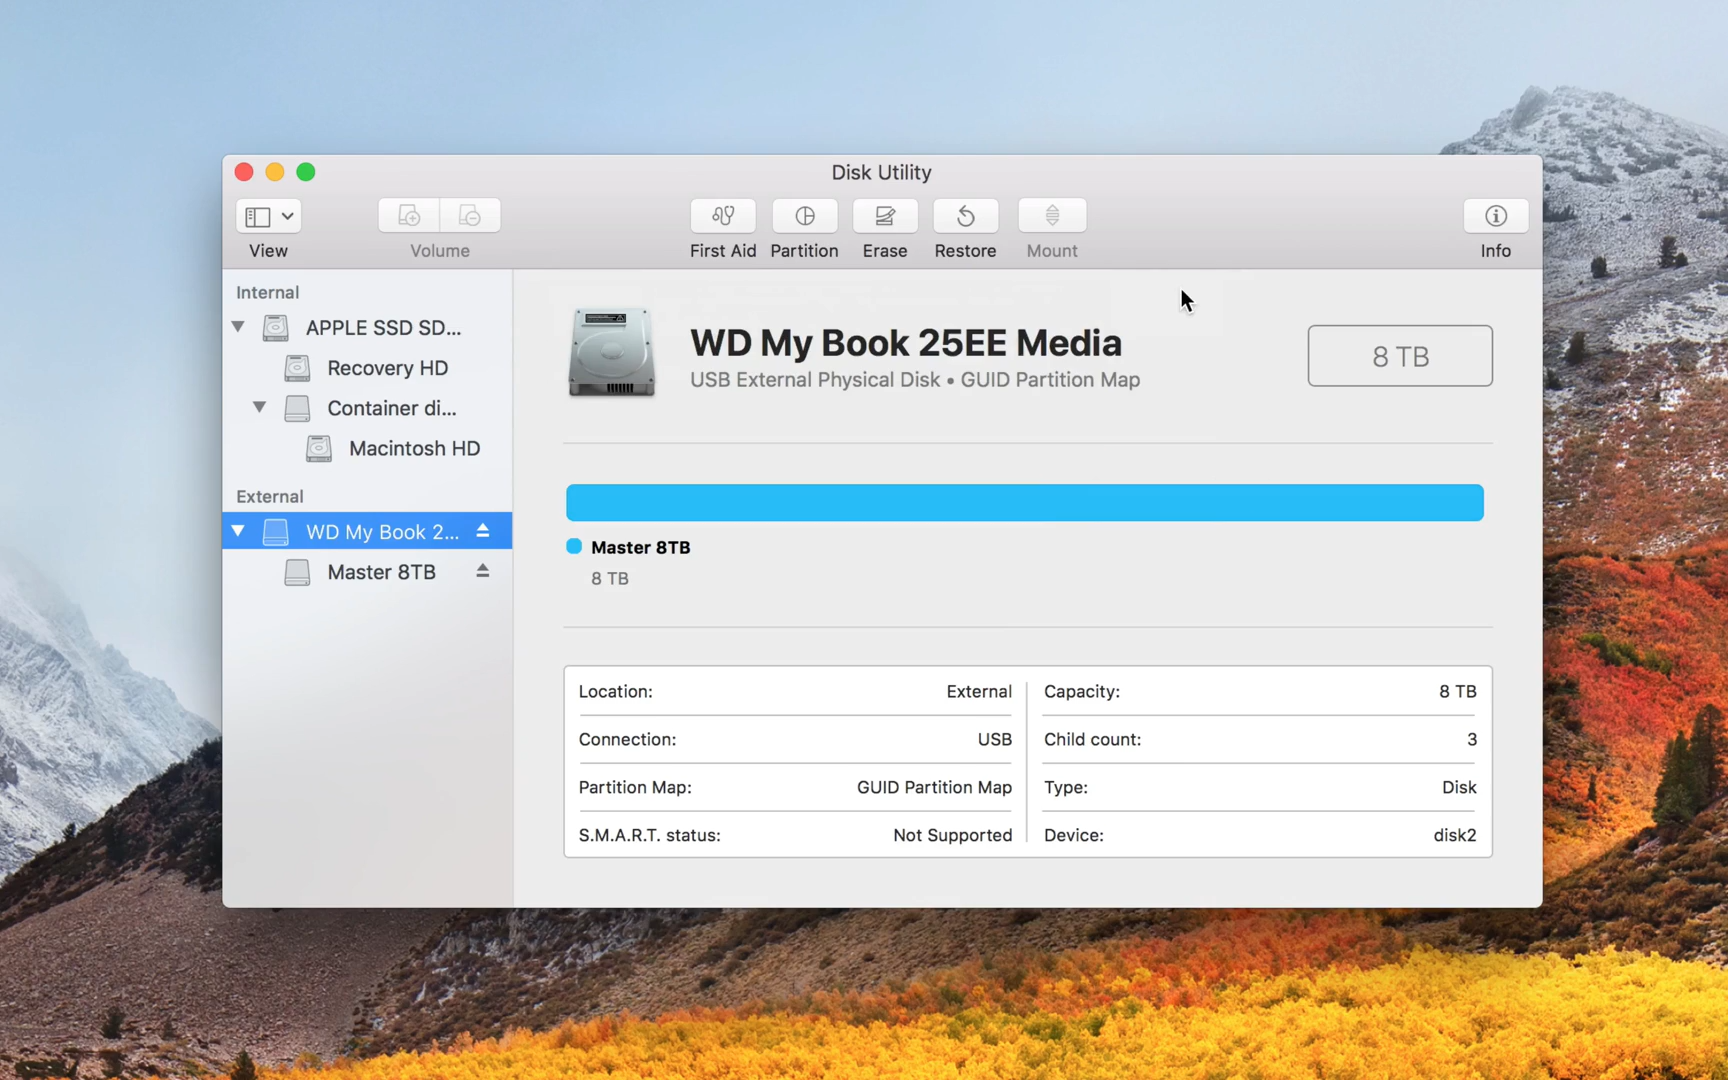 Disk Utility
View
Volume
First Aid
Partition
Erase
Restore
Mount
Info
Internal
APPLE SSD SD...
Recovery HD
Container di...
Macintosh HD
External
WD My Book 2...
Master 8TB
WD My Book 25EE Media
USB External Physical Disk • GUID Partition Map
8 TB
Master 8TB
8 TB
Location: External
Connection: USB
Partition Map: GUID Partition Map
S.M.A.R.T. status: Not Supported
Capacity: 8 TB
Child count: 3
Type: Disk
Device: disk2